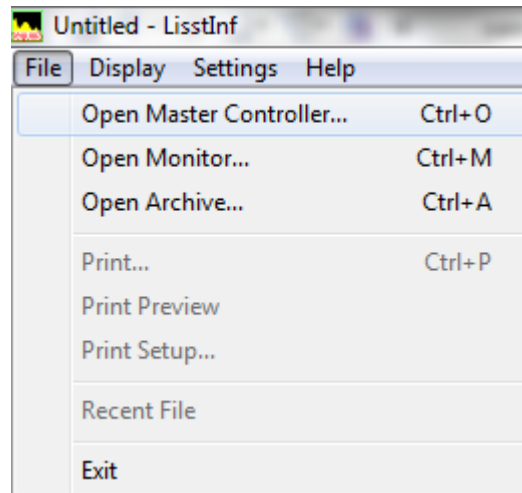 Untitled - LisstInf
File Display Settings Help
Open Master Controller... Ctrl+O
Open Monitor... Ctrl+M
Open Archive... Ctrl+A
Print... Ctrl+P
Print Preview
Print Setup...
Recent File
Exit